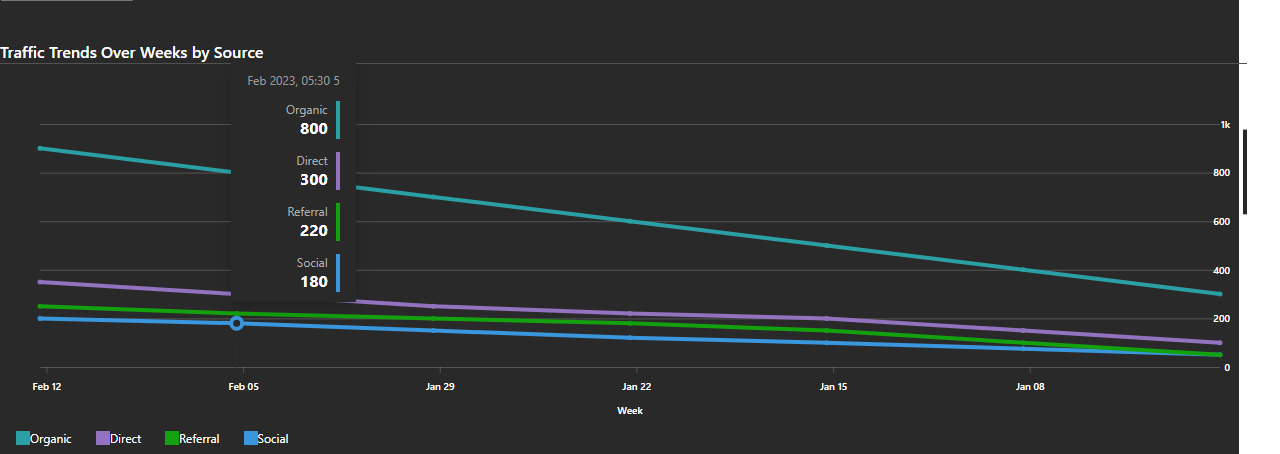 Traffic Trends Over Weeks by Source
Feb 2023, 05:30 5
Organic
800
Direct
300
Referral
220
Social
180
1k
800
600
400
200
0
Feb 12
Feb 05
Jan 29
Jan 22
Jan 15
Jan 08
Week
Organic
Direct
Referral
Social